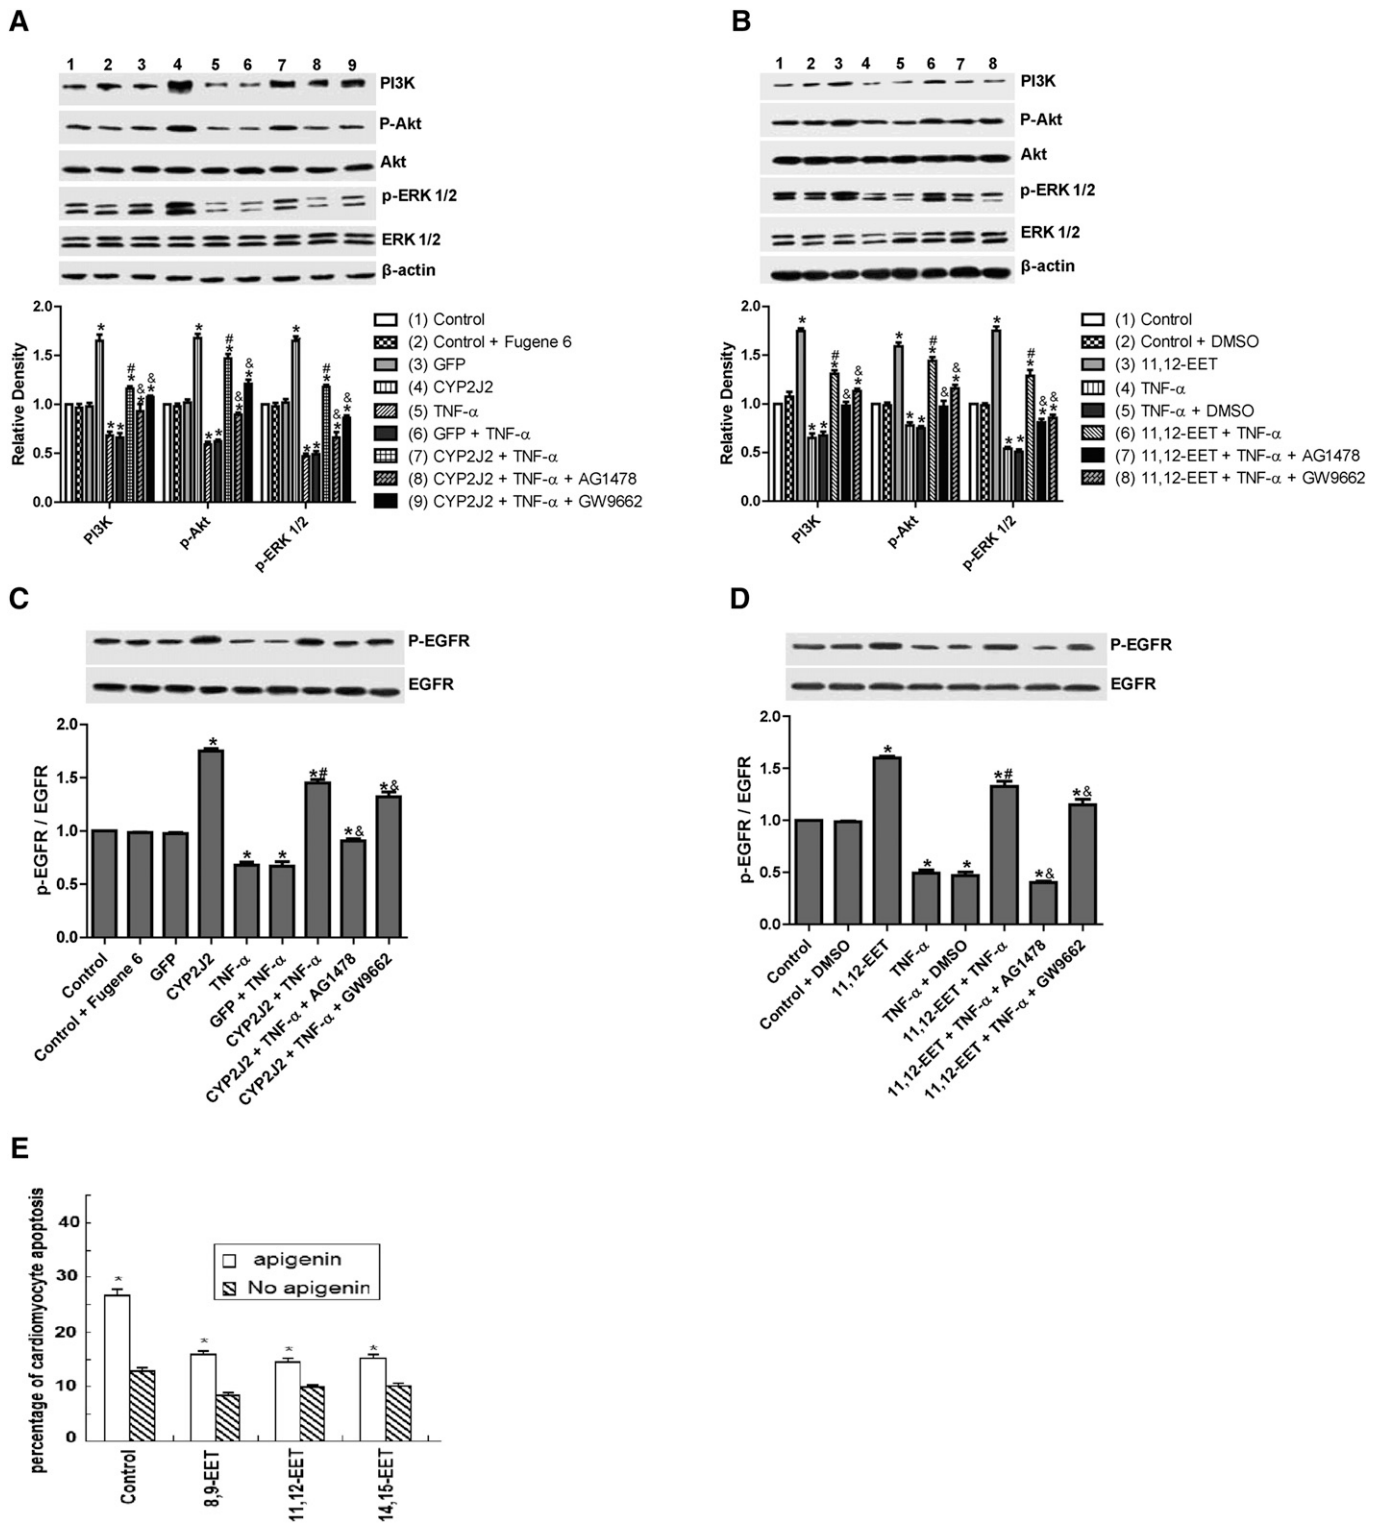 A
1 2 3 4 5 6 7 8 9
PI3K
P-Akt
Akt
p-ERK 1/2
ERK 1/2
β-actin
Relative Density
2.0
1.5
1.0
0.5
0.0
* * * # * & * & *
* * * # * & * & *
* * * # * & * & *
PI3K
p-Akt
p-ERK 1/2
(1) Control
(2) Control + Fugene 6
(3) GFP
(4) CYP2J2
(5) TNF-α
(6) GFP + TNF-α
(7) CYP2J2 + TNF-α
(8) CYP2J2 + TNF-α + AG1478
(9) CYP2J2 + TNF-α + GW9662
B
1 2 3 4 5 6 7 8
PI3K
P-Akt
Akt
p-ERK 1/2
ERK 1/2
β-actin
Relative Density
2.0
1.5
1.0
0.5
0.0
* * * # * & & *
* * * # * & & *
* * * # * & * & *
PI3K
p-Akt
p-ERK 1/2
(1) Control
(2) Control + DMSO
(3) 11,12-EET
(4) TNF-α
(5) TNF-α + DMSO
(6) 11,12-EET + TNF-α
(7) 11,12-EET + TNF-α + AG1478
(8) 11,12-EET + TNF-α + GW9662
C
P-EGFR
EGFR
p-EGFR / EGFR
2.0
1.5
1.0
0.5
0.0
* * * *# *& *&
Control
Control + Fugene 6
GFP
CYP2J2
TNF-α
GFP + TNF-α
CYP2J2 + TNF-α
CYP2J2 + TNF-α + AG1478
CYP2J2 + TNF-α + GW9662
D
P-EGFR
EGFR
p-EGFR / EGFR
2.0
1.5
1.0
0.5
0.0
* * * *# *& *&
Control
Control + DMSO
11,12-EET
TNF-α
TNF-α + DMSO
11,12-EET + TNF-α
11,12-EET + TNF-α + AG1478
11,12-EET + TNF-α + GW9662
E
percentage of cardiomyocyte apoptosis
40
30
20
10
0
apigenin
No apigenin
* * * *
Control
8,9-EET
11,12-EET
14,15-EET